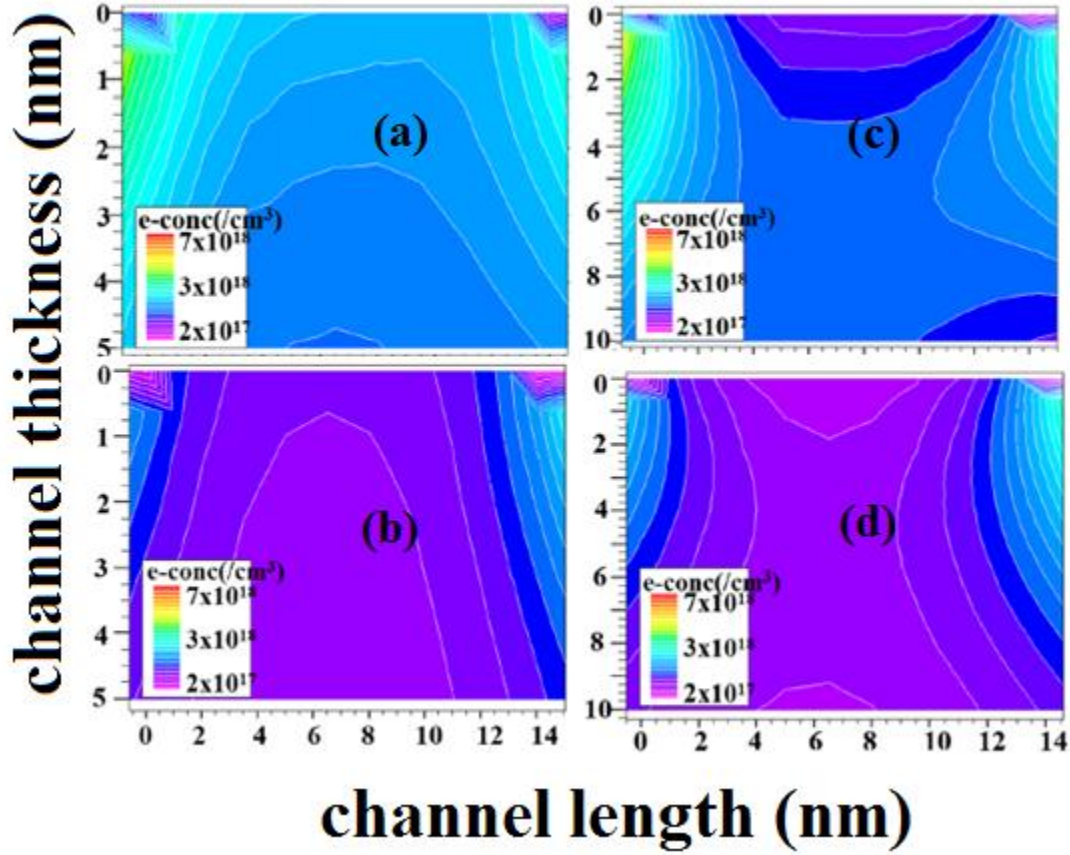 channel thickness (nm)
0
1
2
3
4
5
(a)
e-conc(/cm³)
7x10¹⁸
3x10¹⁸
2x10¹⁷
0
2
4
6
8
10
(c)
e-conc(/cm³)
7x10¹⁸
3x10¹⁸
2x10¹⁷
0
1
2
3
4
5
(b)
e-conc(/cm³)
7x10¹⁸
3x10¹⁸
2x10¹⁷
0 2 4 6 8 10 12 14
0
2
4
6
8
10
(d)
e-conc(/cm³)
7x10¹⁸
3x10¹⁸
2x10¹⁷
0 2 4 6 8 10 12 14
channel length (nm)